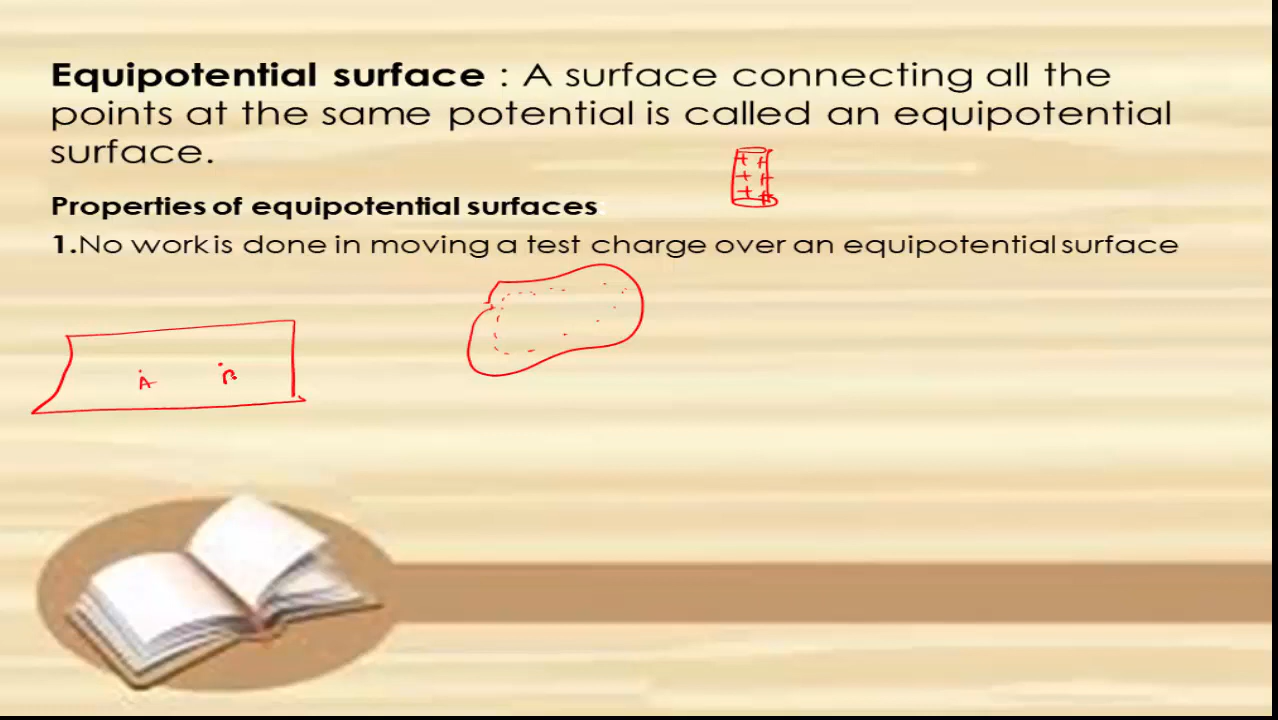 Equipotential surface : A surface connecting all the
points at the same potential is called an equipotential
surface.
+ +
+ +
+ +
Properties of equipotential surfaces:
1.No work is done in moving a test charge over an equipotential surface
A B